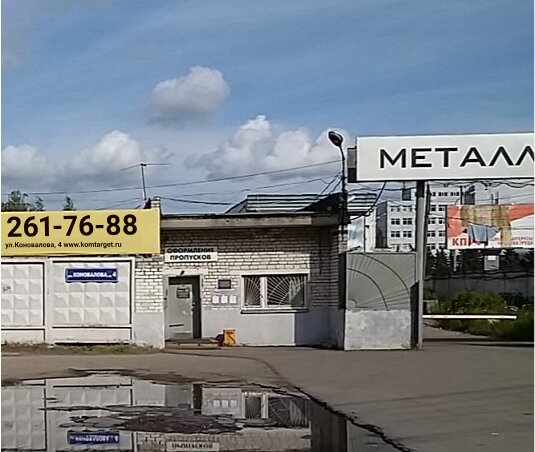 МЕТАЛЛ
261-76-88
ул.Коновалова, 4 www.komtarget.ru
ОФОРМЛЕНИЕ
ПРОПУСКОВ
КОНОВАЛОВА 4